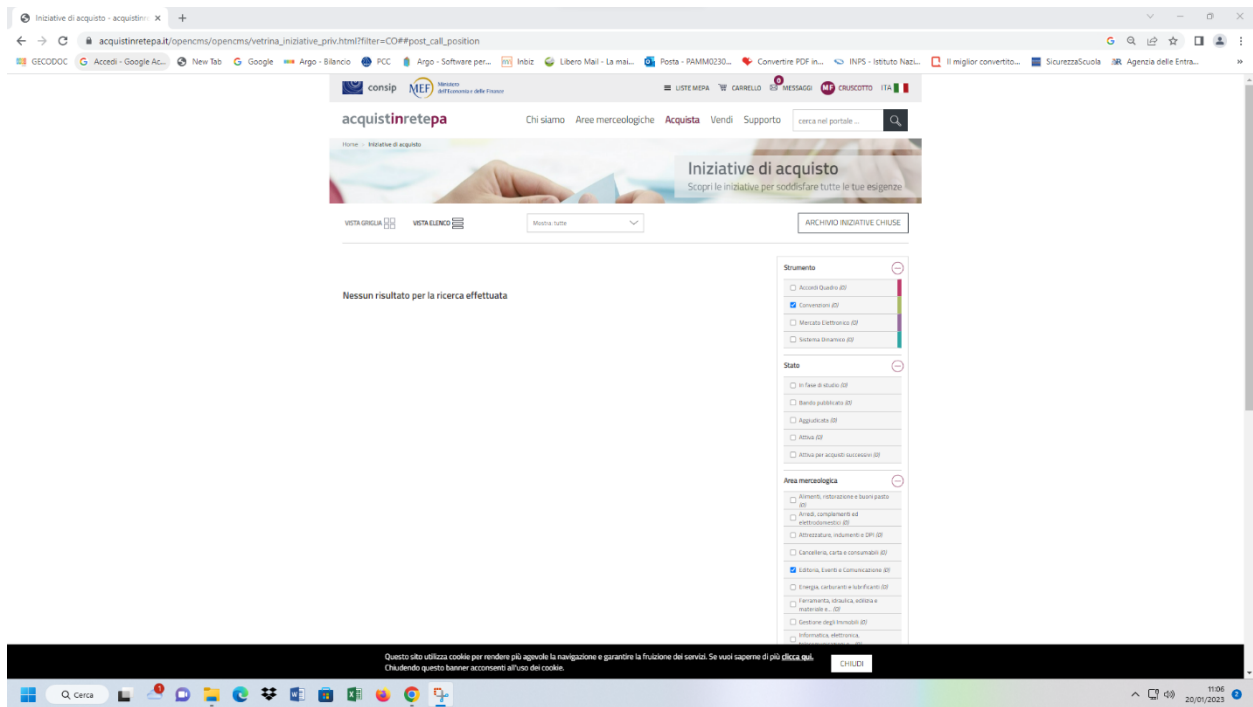 Iniziative di acquisto - acquistinre
acquistinretepa.it/opencms/opencms/vetrina_iniziative_priv.html?filter=CO##post_call_position
GECODOC Accedi - Google Ac... New Tab Google Argo - Bilancio PCC Argo - Software per... Inbiz Libero Mail - La mai... Posta - PAMM0230... Convertire PDF in... INPS - Istituto Nazi... Il miglior convertito... SicurezzaScuola Agenzia delle Entra... »
consip MEF Ministero dell'Economia e delle Finanze LISTE MEPA CARRELLO 0 MESSAGGI MF CRUSCOTTO ITA
acquistinretepa Chi siamo Aree merceologiche Acquista Vendi Supporto cerca nel portale ...
Home > Iniziative di acquisto
Iniziative di acquisto
Scopri le iniziative per soddisfare tutte le tue esigenze
VISTA GRIGLIA VISTA ELENCO Mostra: tutte ARCHIVIO INIZIATIVE CHIUSE
Nessun risultato per la ricerca effettuata
Strumento
Accordi Quadro (0)
Convenzioni (0)
Mercato Elettronico (0)
Sistema Dinamico (0)
Stato
In fase di studio (0)
Bando pubblicato (0)
Aggiudicata (0)
Attiva (0)
Attiva per acquisti successivi (0)
Area merceologica
Alimenti, ristorazione e buoni pasto
(0)
Arredi, complementi ed
elettrodomestici (0)
Attrezzature, indumenti e DPI (0)
Cancelleria, carta e consumabili (0)
Editoria, Eventi e Comunicazione (0)
Energia, carburanti e lubrificanti (0)
Ferramenta, idraulica, edilizia e
materiale e... (0)
Gestione degli Immobili (0)
Informatica, elettronica,
Questo sito utilizza cookie per rendere più agevole la navigazione e garantire la fruizione dei servizi. Se vuoi saperne di più clicca qui.
Chiudendo questo banner acconsenti all'uso dei cookie.
CHIUDI
Cerca
11:06
20/01/2023